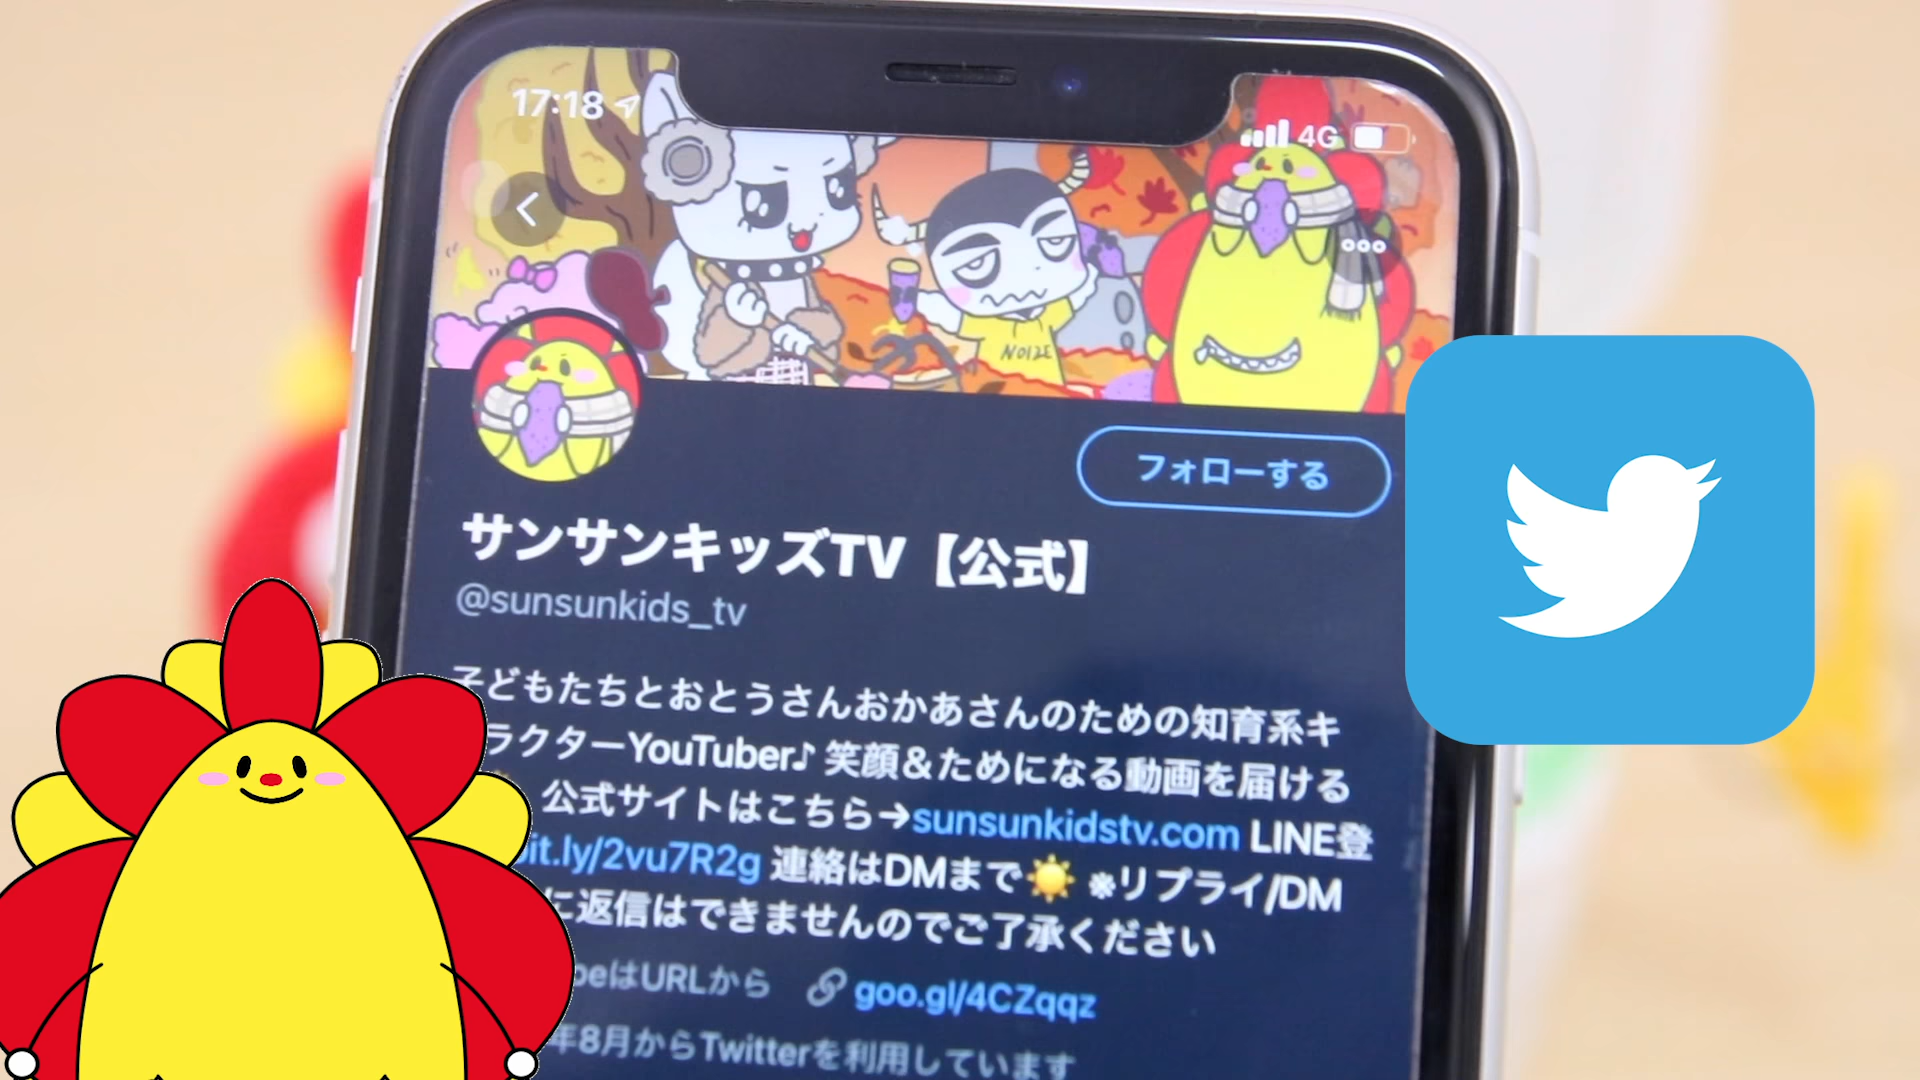 17:18
4G
NOIZE
フォローする
サンサンキッズTV【公式】
@sunsunkids_tv
子どもたちとおとうさんおかあさんのための知育系キ
ラクターYouTuber♪ 笑顔&ためになる動画を届ける
公式サイトはこちら→sunsunkidstv.com LINE登
bit.ly/2vu7R2g 連絡はDMまで☀️ ※リプライ/DM
に返信はできませんのでご了承ください
beはURLから goo.gl/4CZqqz
年8月からTwitterを利用しています